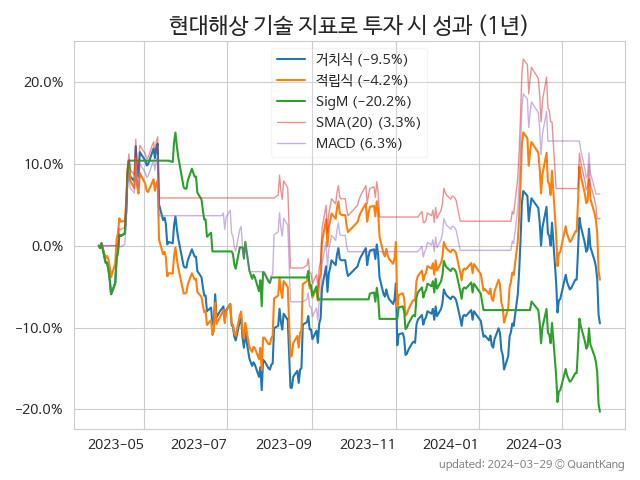 현대해상 기술 지표로 투자 시 성과 (1년)
거치식 (−9.5%)
적립식 (−4.2%)
SigM (−20.2%)
SMA(20) (3.3%)
MACD (6.3%)
20.0%
10.0%
0.0%
−10.0%
−20.0%
2023-05 2023-07 2023-09 2023-11 2024-01 2024-03
updated: 2024-03-29 © QuantKang